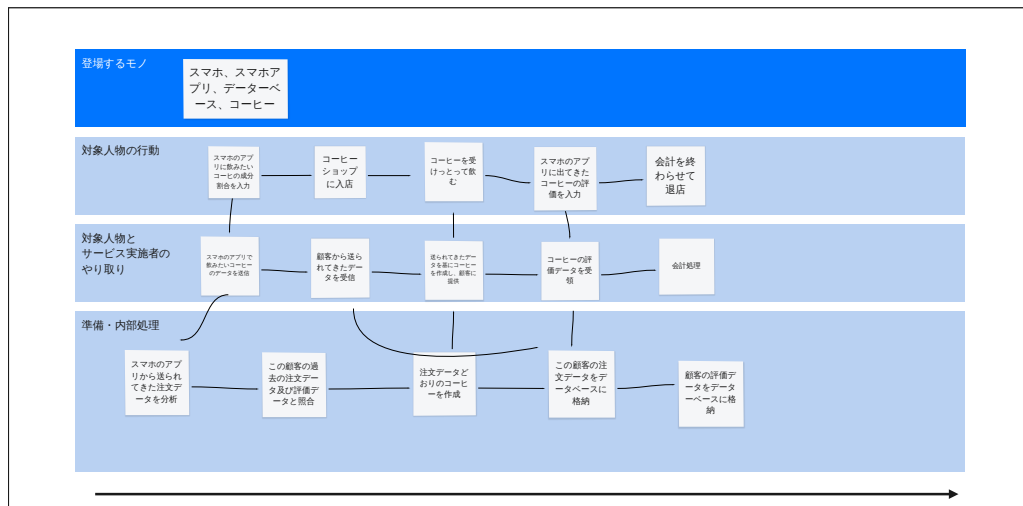 登場するモノ
スマホ、スマホア
プリ、データーベ
ース、コーヒー
対象人物の行動
スマホのアプ
リに飲みたい
コーヒの成分
割合を入力
コーヒー
ショップ
に入店
コーヒーを受
けっとって飲
む
スマホのアプ
リに出てきた
コーヒーの評
価を入力
会計を終
わらせて
退店
対象人物と
サービス実施者の
やり取り
スマホのアプリで
飲みたいコーヒー
のデータを送信
顧客から送ら
れてきたデー
タを受信
送られてきたデー
タを基にコーヒー
を作成し、顧客に
提供
コーヒーの評
価データを受
領
会計処理
準備・内部処理
スマホのアプ
リから送られ
てきた注文デ
ータを分析
この顧客の過
去の注文デー
タ及び評価デ
ータと照合
注文データど
おりのコーヒ
ーを作成
この顧客の注
文データをデ
ータベースに
格納
顧客の評価デ
ータをデータ
ーベースに格
納